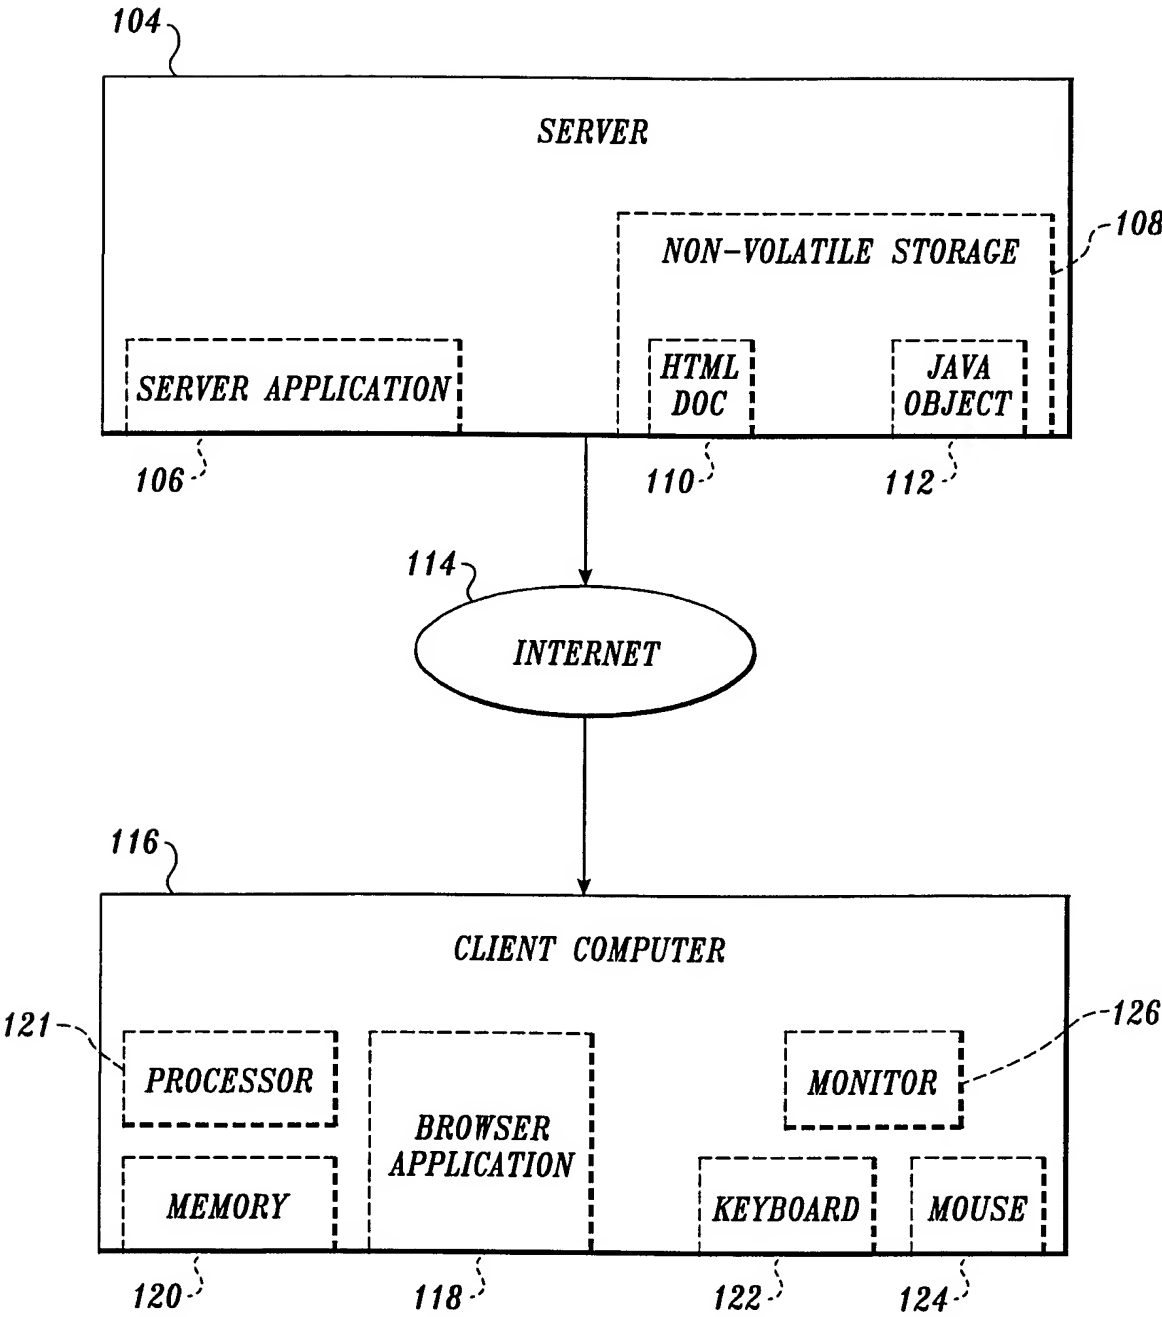 104
SERVER
108
NON-VOLATILE STORAGE
SERVER APPLICATION
HTML
DOC
JAVA
OBJECT
106
110
112
114
INTERNET
116
CLIENT COMPUTER
121
126
PROCESSOR
MONITOR
BROWSER
APPLICATION
MEMORY
KEYBOARD
MOUSE
120
118
122
124